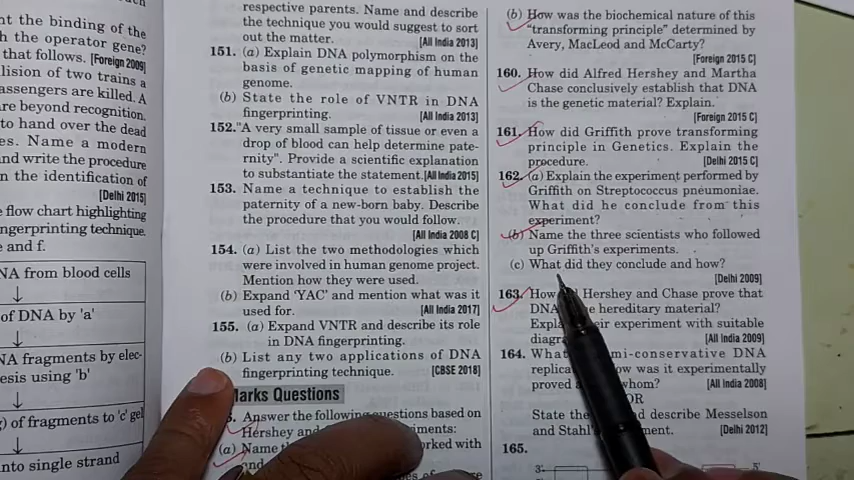 nt the binding of the
h the operator gene?
that follows. [Foreign 2009]
lision of two trains a
assengers are killed. A
re beyond recognition.
to hand over the dead
es. Name a modern
nd write the procedure
n the identification of
[Delhi 2015]
e flow chart highlighting
ngerprinting technique.
e and f.
NA from blood cells
of DNA by 'a'
NA fragments by elec-
esis using 'b'
) of fragments to 'c' gel
nto single strand
respective parents. Name and describe
the technique you would suggest to sort
out the matter. [All India 2013]
151. (a) Explain DNA polymorphism on the
basis of genetic mapping of human
genome.
(b) State the role of VNTR in DNA
fingerprinting. [All India 2013]
152."A very small sample of tissue or even a
drop of blood can help determine pate-
rnity". Provide a scientific explanation
to substantiate the statement.[All India 2015]
153. Name a technique to establish the
paternity of a new-born baby. Describe
the procedure that you would follow.
[All India 2008 C]
154. (a) List the two methodologies which
were involved in human genome project.
Mention how they were used.
(b) Expand 'YAC' and mention what was it
used for. [All India 2017]
155. (a) Expand VNTR and describe its role
in DNA fingerprinting.
(b) List any two applications of DNA
fingerprinting technique. [CBSE 2018]
arks Questions
Answer the following questions based on
Hershey and iments:
(a) Name th orked with
and
(b) How was the biochemical nature of this
"transforming principle" determined by
Avery, MacLeod and McCarty?
[Foreign 2015 C]
160. How did Alfred Hershey and Martha
Chase conclusively establish that DNA
is the genetic material? Explain.
[Foreign 2015 C]
161. How did Griffith prove transforming
principle in Genetics. Explain the
procedure. [Delhi 2015 C]
162. (a) Explain the experiment performed by
Griffith on Streptococcus pneumoniae.
What did he conclude from this
experiment?
(b) Name the three scientists who followed
up Griffith's experiments.
(c) What did they conclude and how?
[Delhi 2009]
163. How Hershey and Chase prove that
DNA e hereditary material?
Expla eir experiment with suitable
diagra [All India 2009]
164. What mi-conservative DNA
replica ow was it experimentally
proved whom? [All India 2008]
OR
State the d describe Messelson
and Stahl' ment. [Delhi 2012]
165.
3' 5'